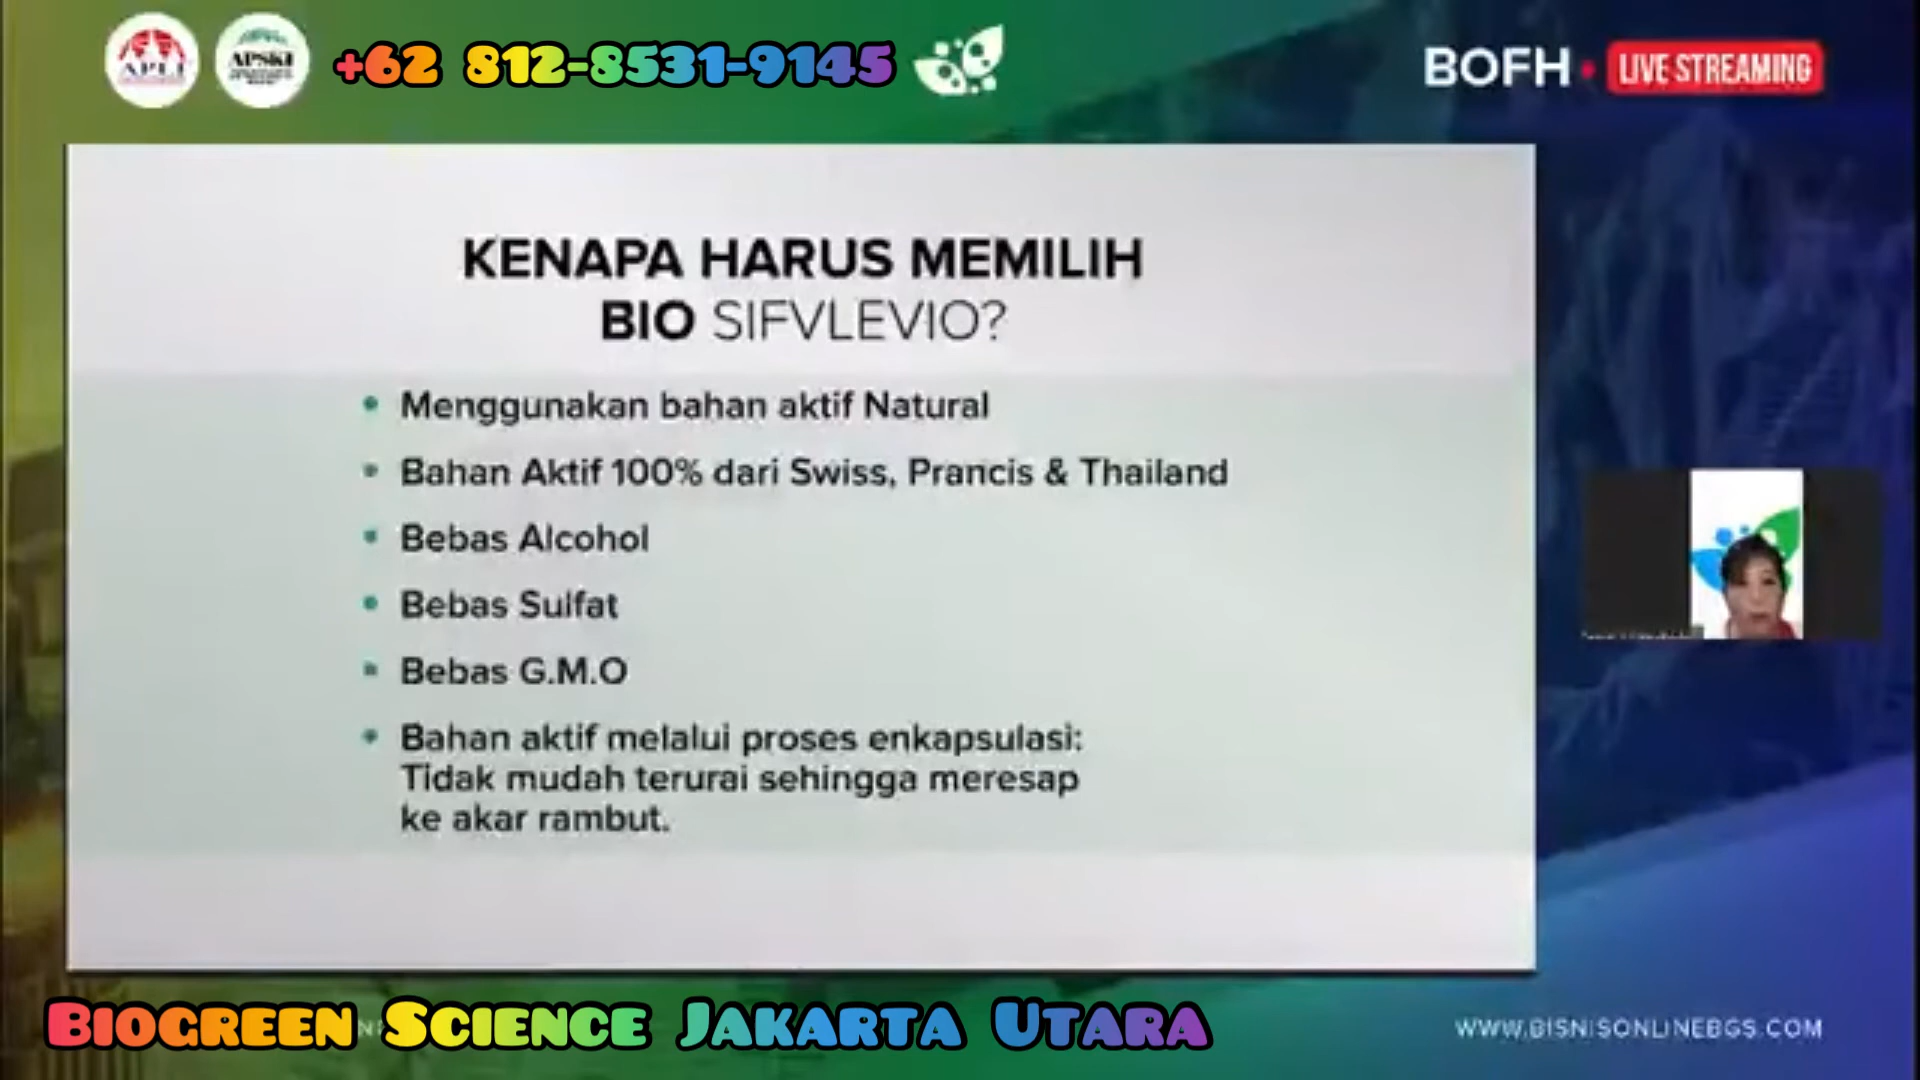 APLI
APSKI
+62 812-8531-9145
BOFH
LIVE STREAMING
KENAPA HARUS MEMILIH
BIO SIFVLEVIO?
Menggunakan bahan aktif Natural
Bahan Aktif 100% dari Swiss, Prancis & Thailand
Bebas Alcohol
Bebas Sulfat
Bebas G.M.O
Bahan aktif melalui proses enkapsulasi:
Tidak mudah terurai sehingga meresap
ke akar rambut.
Biogreen Science Jakarta Utara
WWW.BISNISONLINEBGS.COM